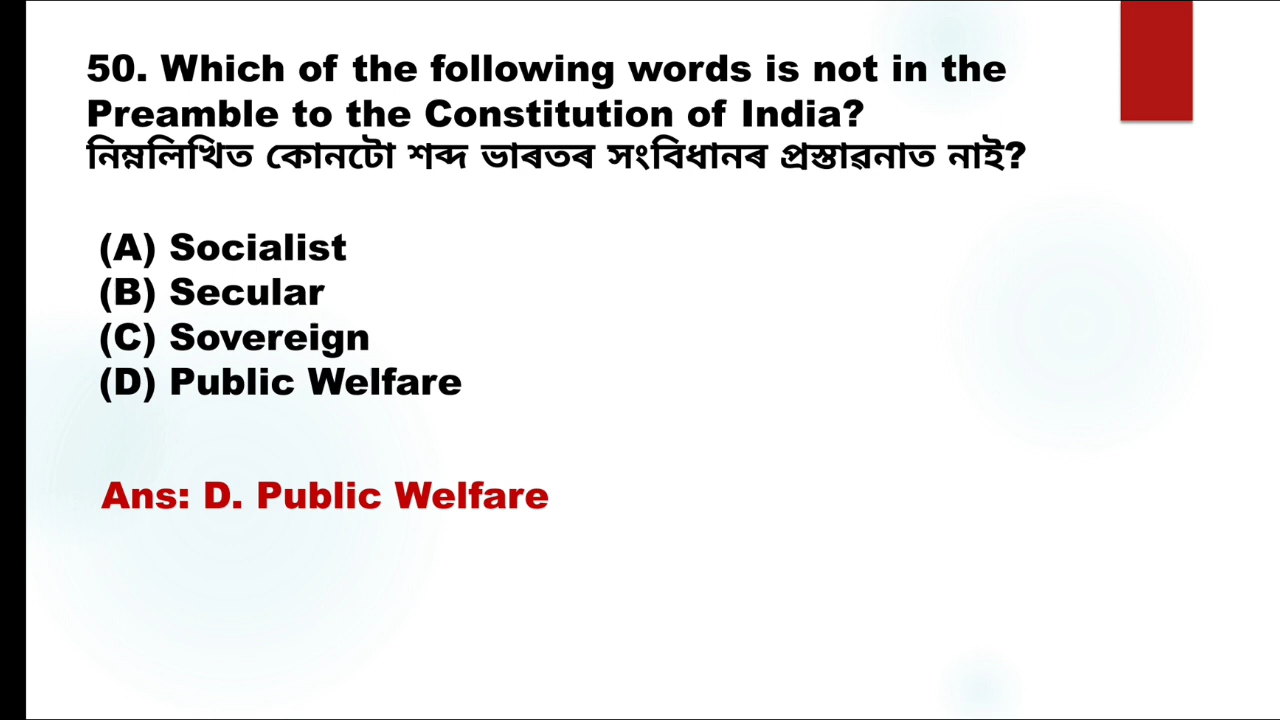 50. Which of the following words is not in the
Preamble to the Constitution of India?
নিম্নলিখিত কোনটো শব্দ ভাৰতৰ সংবিধানৰ প্ৰস্তাৱনাত নাই?
(A) Socialist
(B) Secular
(C) Sovereign
(D) Public Welfare
Ans: D. Public Welfare